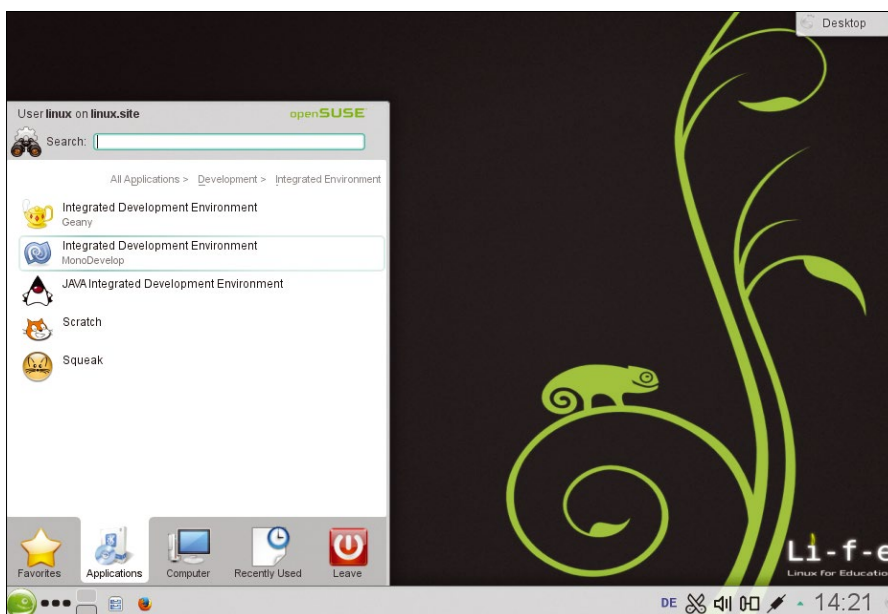 Desktop
User linux on linux.site
openSUSE
Search:
All Applications > Development > Integrated Environment
Integrated Development Environment
Geany
Integrated Development Environment
MonoDevelop
JAVA Integrated Development Environment
Scratch
Squeak
Favorites
Applications
Computer
Recently Used
Leave
Li-f-e
Linux For Educatio
DE
14:21